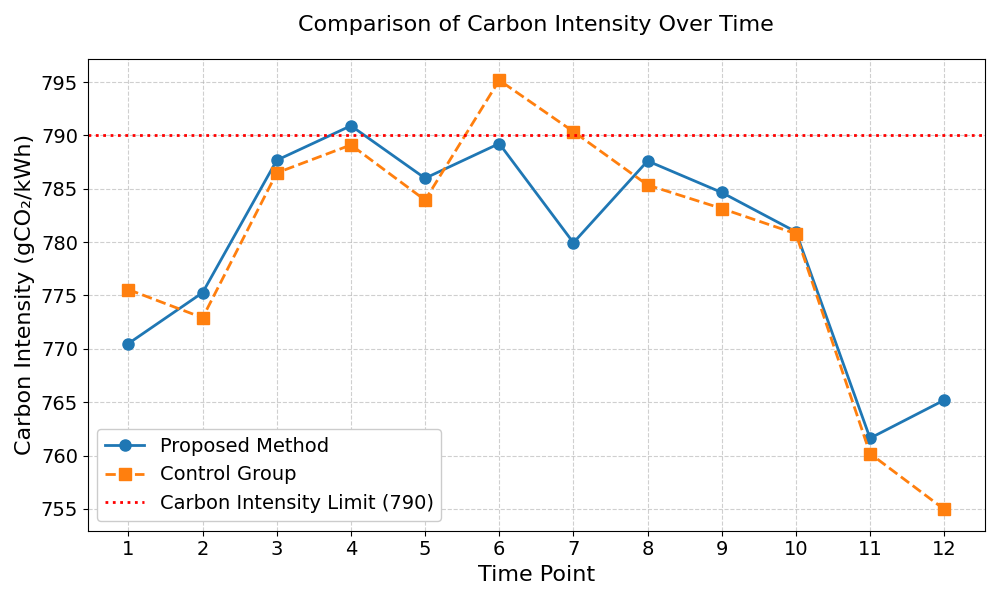 Comparison of Carbon Intensity Over Time
Carbon Intensity (gCO₂/kWh)
795
790
785
780
775
770
765
760
755
Proposed Method
Control Group
Carbon Intensity Limit (790)
1 2 3 4 5 6 7 8 9 10 11 12
Time Point